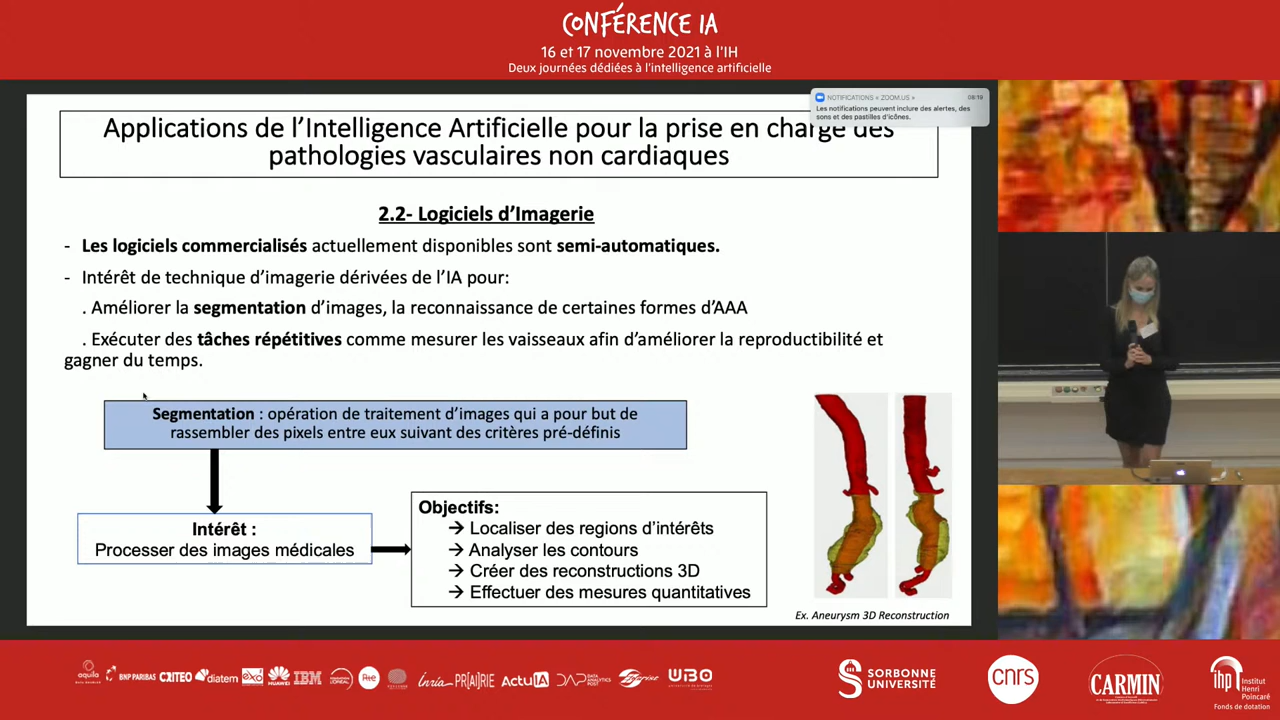 CONFÉRENCE IA
16 et 17 novembre 2021 à l'IH
Deux journées dédiées à l'intelligence artificielle
NOTIFICATIONS « ZOOM.US »
08:19
Les notifications peuvent inclure des alertes, des
sons et des pastilles d'icônes.
Applications de l'Intelligence Artificielle pour la prise en charge des
pathologies vasculaires non cardiaques
2.2- Logiciels d'Imagerie
- Les logiciels commercialisés actuellement disponibles sont semi-automatiques.
- Intérêt de technique d'imagerie dérivées de l'IA pour:
. Améliorer la segmentation d'images, la reconnaissance de certaines formes d'AAA
. Exécuter des tâches répétitives comme mesurer les vaisseaux afin d'améliorer la reproductibilité et
gagner du temps.
Segmentation : opération de traitement d'images qui a pour but de
rassembler des pixels entre eux suivant des critères pré-définis
Intérêt :
Processer des images médicales
Objectifs:
→ Localiser des regions d'intérêts
→ Analyser les contours
→ Créer des reconstructions 3D
→ Effectuer des mesures quantitatives
Ex. Aneurysm 3D Reconstruction
aquila
BNP PARIBAS
CRITEO
diatem
exo
HUAWEI
IBM
Inria
PR[AI]RIE
ActuIA
DAP DATA ANALYTICS POST
WiBO
SORBONNE
UNIVERSITÉ
cnrs
CARMIN
ihp
Institut
Henri
Poincaré
Fonds de dotation